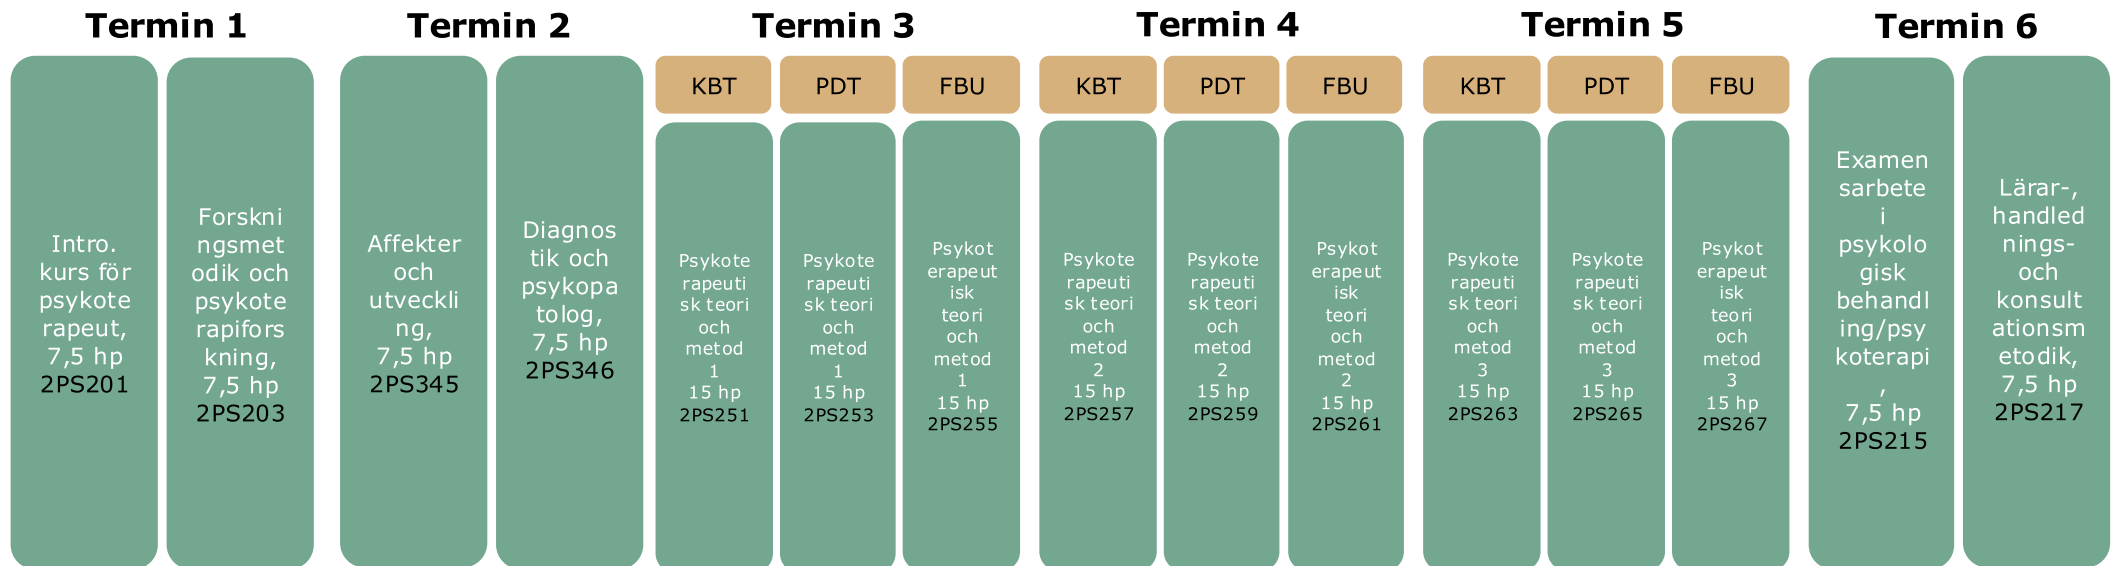 Termin 1
Intro.
kurs för
psykote
rapeut,
7,5 hp
2PS201
Forskni
ngsmet
odik och
psykote
rapifors
kning,
7,5 hp
2PS203
Termin 2
Affekter
och
utveckli
ng,
7,5 hp
2PS345
Diagnos
tik och
psykopa
tolog,
7,5 hp
2PS346
Termin 3
KBT
Psykote
rapeuti
sk teori
och
metod
1
15 hp
2PS251
PDT
Psykote
rapeuti
sk teori
och
metod
1
15 hp
2PS253
FBU
Psykot
erapeut
isk
teori
och
metod
1
15 hp
2PS255
Termin 4
KBT
Psykote
rapeuti
sk teori
och
metod
2
15 hp
2PS257
PDT
Psykote
rapeuti
sk teori
och
metod
2
15 hp
2PS259
FBU
Psykot
erapeut
isk
teori
och
metod
2
15 hp
2PS261
Termin 5
KBT
Psykote
rapeuti
sk teori
och
metod
3
15 hp
2PS263
PDT
Psykote
rapeuti
sk teori
och
metod
3
15 hp
2PS265
FBU
Psykot
erapeut
isk
teori
och
metod
3
15 hp
2PS267
Termin 6
Examen
sarbete
i
psykolo
gisk
behandl
ing/psy
koterapi
,
7,5 hp
2PS215
Lärar-,
handled
nings-
och
konsult
ationsm
etodik,
7,5 hp
2PS217